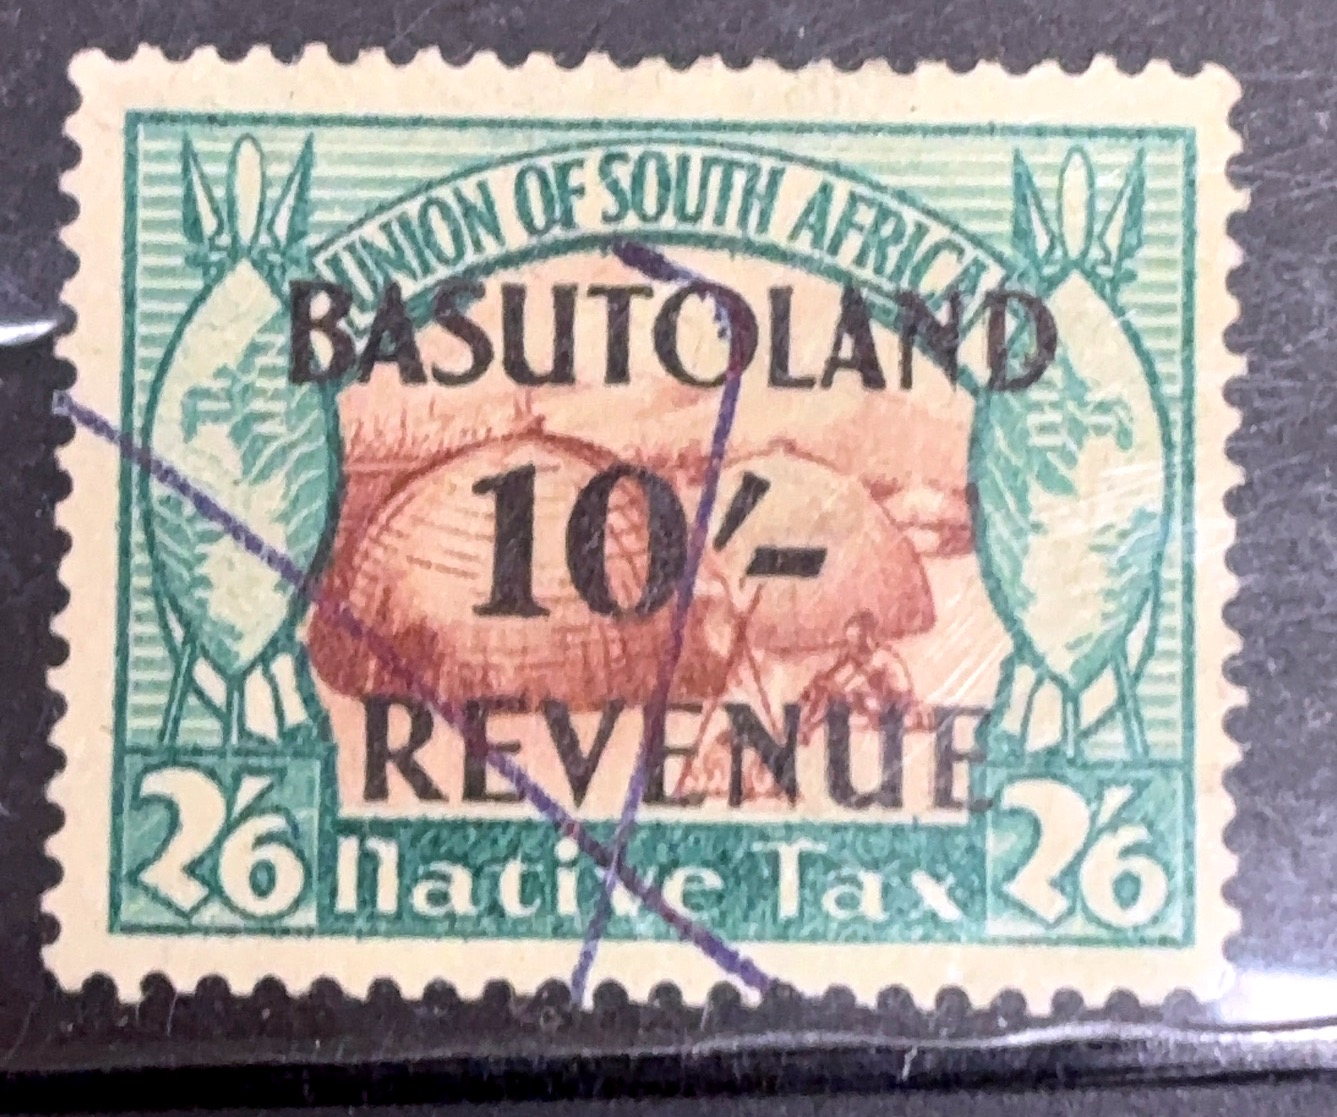 UNION OF SOUTH AFRICA
BASUTOLAND
10/-
REVENUE
2/6 Native Tax 2/6